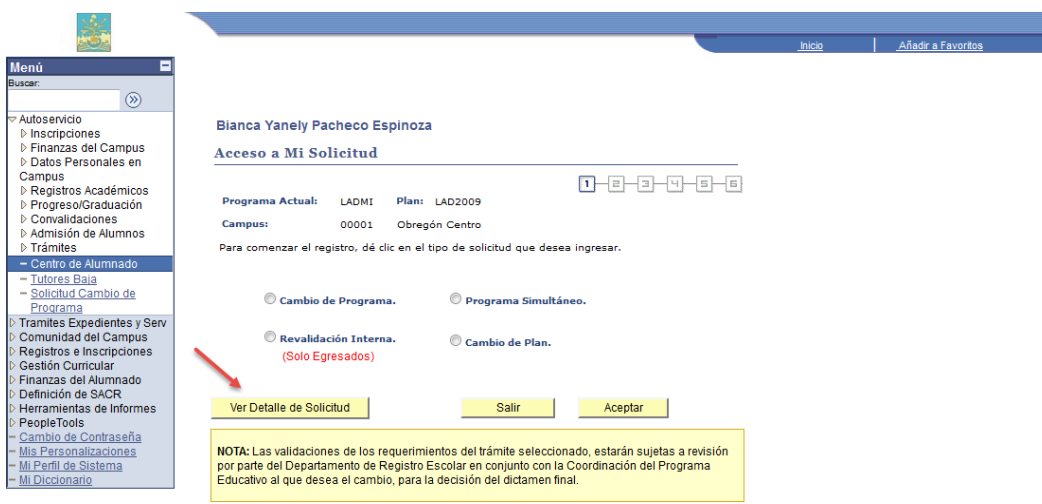 Inicio
Añadir a Favoritos
Menú
Buscar:
Autoservicio
Inscripciones
Finanzas del Campus
Datos Personales en
Campus
Registros Académicos
Progreso/Graduación
Convalidaciones
Admisión de Alumnos
Trámites
Centro de Alumnado
Tutores Baja
Solicitud Cambio de
Programa
Tramites Expedientes y Serv
Comunidad del Campus
Registros e Inscripciones
Gestión Curricular
Finanzas del Alumnado
Definición de SACR
Herramientas de Informes
PeopleTools
Cambio de Contraseña
Mis Personalizaciones
Mi Perfil de Sistema
Mi Diccionario
Bianca Yanely Pacheco Espinoza
Acceso a Mi Solicitud
1 2 3 4 5 6
Programa Actual: LADMI Plan: LAD2009
Campus: 00001 Obregón Centro
Para comenzar el registro, dé clic en el tipo de solicitud que desea ingresar.
Cambio de Programa. Programa Simultáneo.
Revalidación Interna. Cambio de Plan.
(Solo Egresados)
Ver Detalle de Solicitud Salir Aceptar
NOTA: Las validaciones de los requerimientos del trámite seleccionado, estarán sujetas a revisión
por parte del Departamento de Registro Escolar en conjunto con la Coordinación del Programa
Educativo al que desea el cambio, para la decisión del dictamen final.